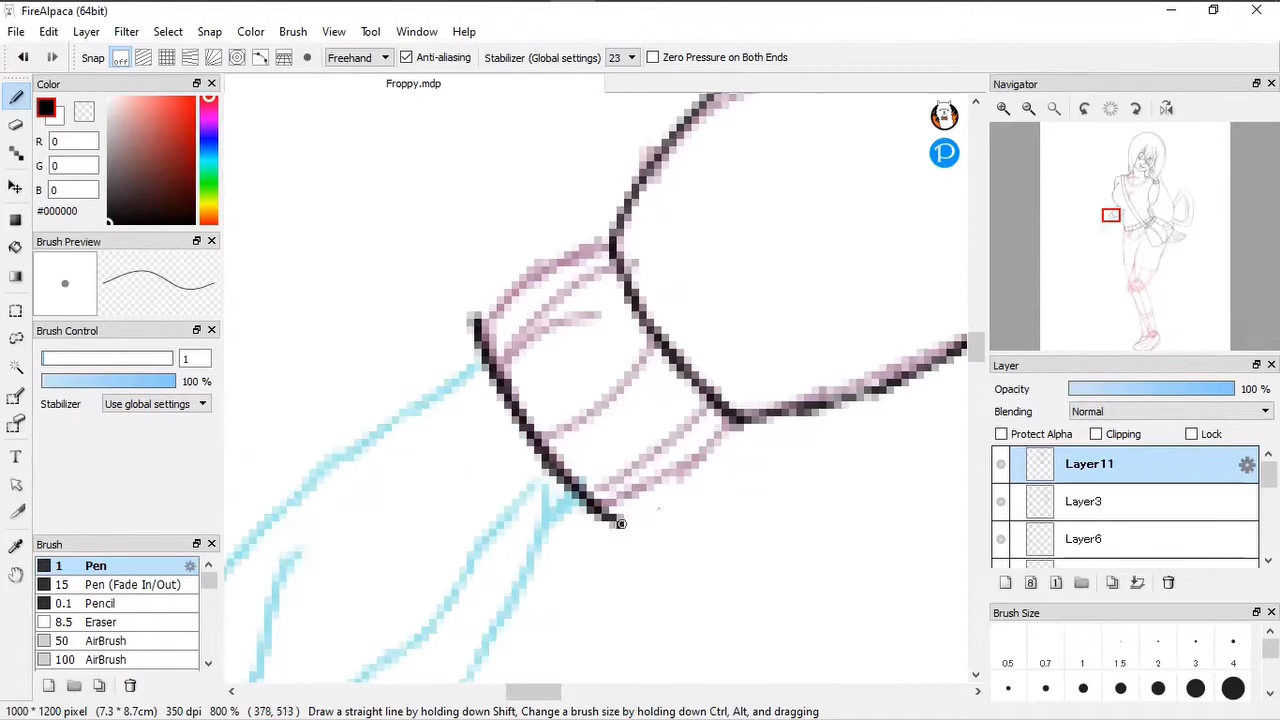 FireAlpaca (64bit)
File Edit Layer Filter Select Snap Color Brush View Tool Window Help
Snap off Freehand Anti-aliasing Stabilizer (Global settings) 23 Zero Pressure on Both Ends
Color
Froppy.mdp
Navigator
R 0
G 0
B 0
#000000
Brush Preview
Brush Control
1
100 %
Stabilizer Use global settings
Layer
Opacity 100 %
Blending Normal
Protect Alpha Clipping Lock
Layer11
Layer3
Layer6
Brush
1 Pen
15 Pen (Fade In/Out)
0.1 Pencil
8.5 Eraser
50 AirBrush
100 AirBrush
Brush Size
0.5 0.7 1 1.5 2 3 4
1000 * 1200 pixel (7.3 * 8.7cm) 350 dpi 800 % ( 378, 513 ) Draw a straight line by holding down Shift, Change a brush size by holding down Ctrl, Alt, and dragging